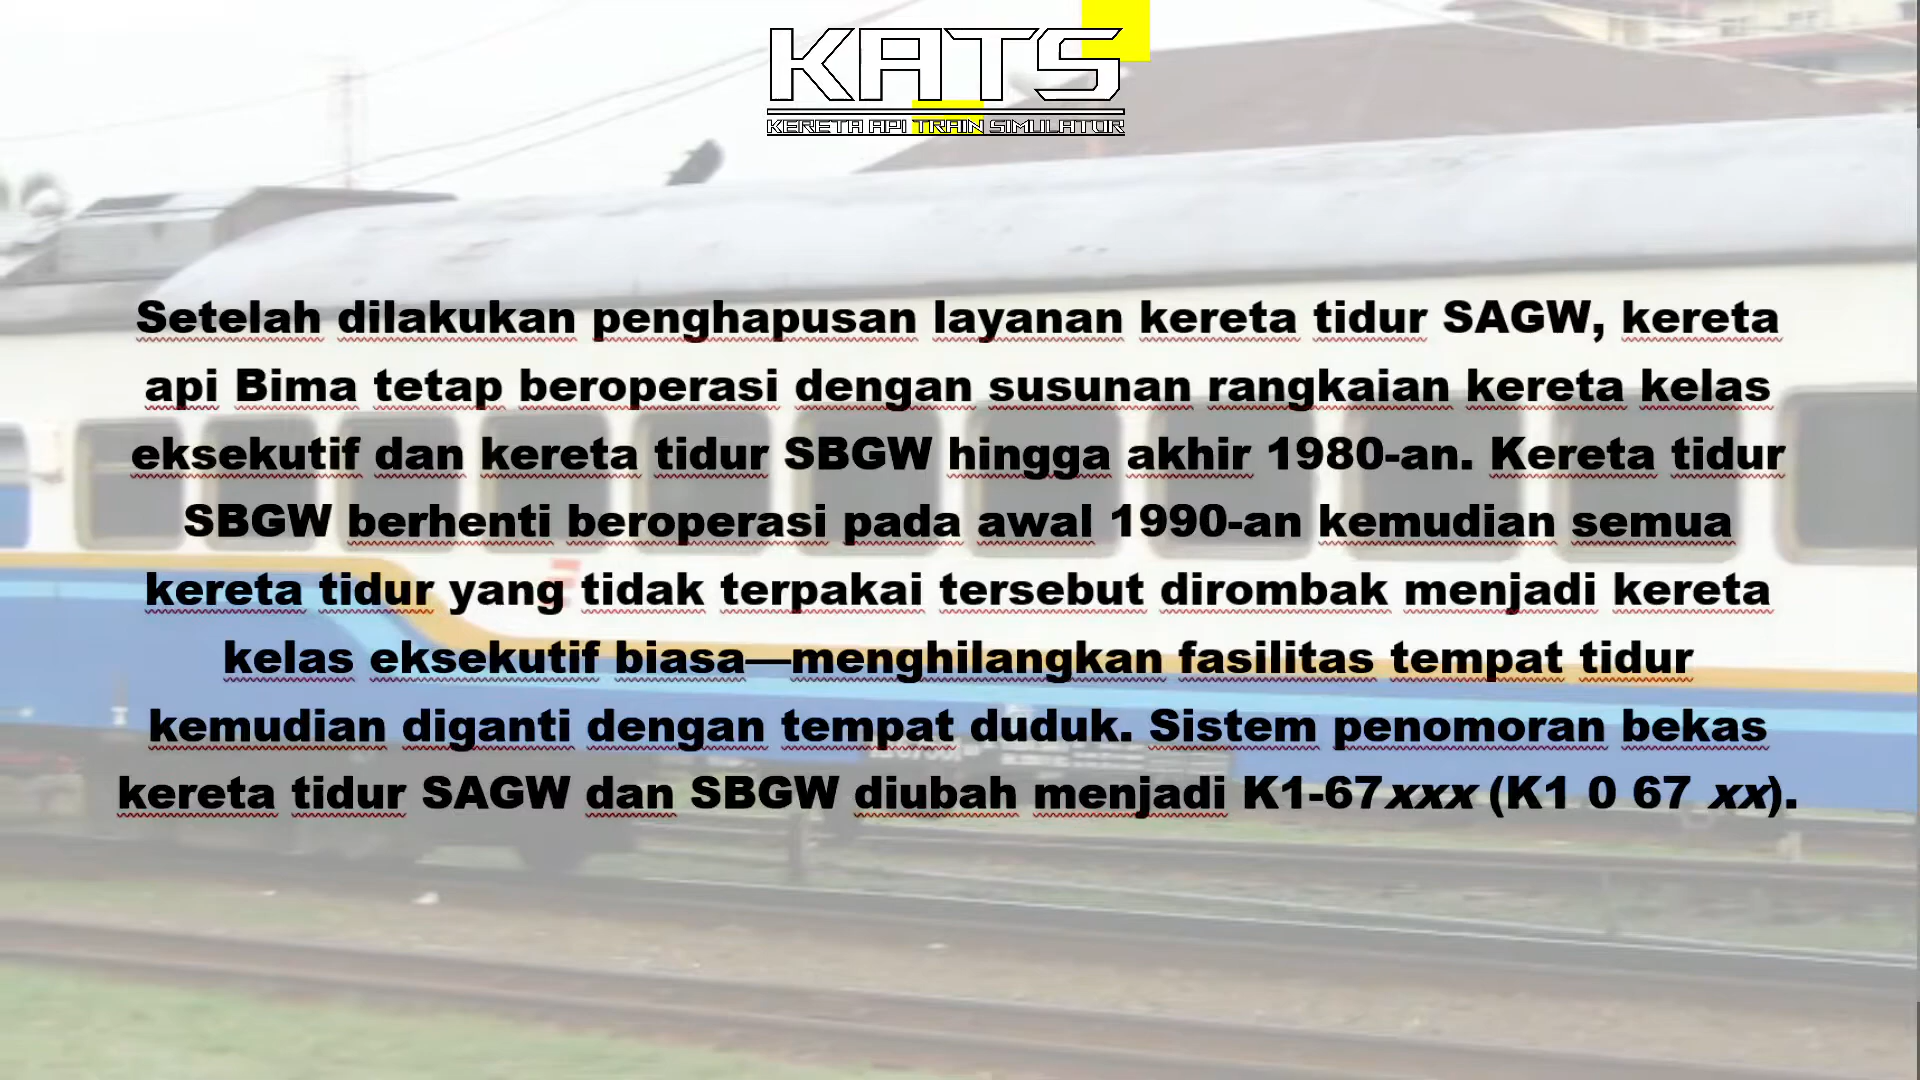 KATS
KERETA API TRAIN SIMULATOR
Setelah dilakukan penghapusan layanan kereta tidur SAGW, kereta
api Bima tetap beroperasi dengan susunan rangkaian kereta kelas
eksekutif dan kereta tidur SBGW hingga akhir 1980-an. Kereta tidur
SBGW berhenti beroperasi pada awal 1990-an kemudian semua
kereta tidur yang tidak terpakai tersebut dirombak menjadi kereta
kelas eksekutif biasa—menghilangkan fasilitas tempat tidur
kemudian diganti dengan tempat duduk. Sistem penomoran bekas
kereta tidur SAGW dan SBGW diubah menjadi K1-67xxx (K1 0 67 xx).